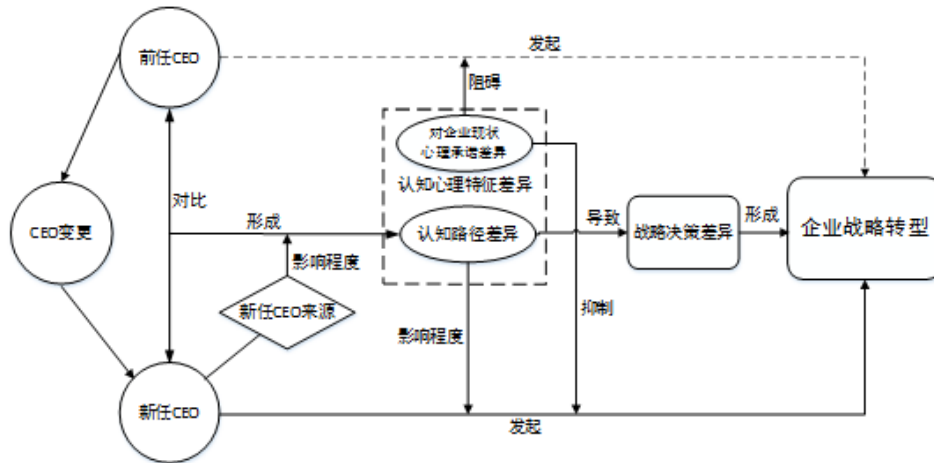 发起
前任CEO
阻碍
对企业现状
心理承诺差异
认知心理特征差异
对比
CEO变更
形成
认知路径差异
导致
战略决策差异
形成
企业战略转型
影响程度
新任CEO来源
影响程度
抑制
新任CEO
发起